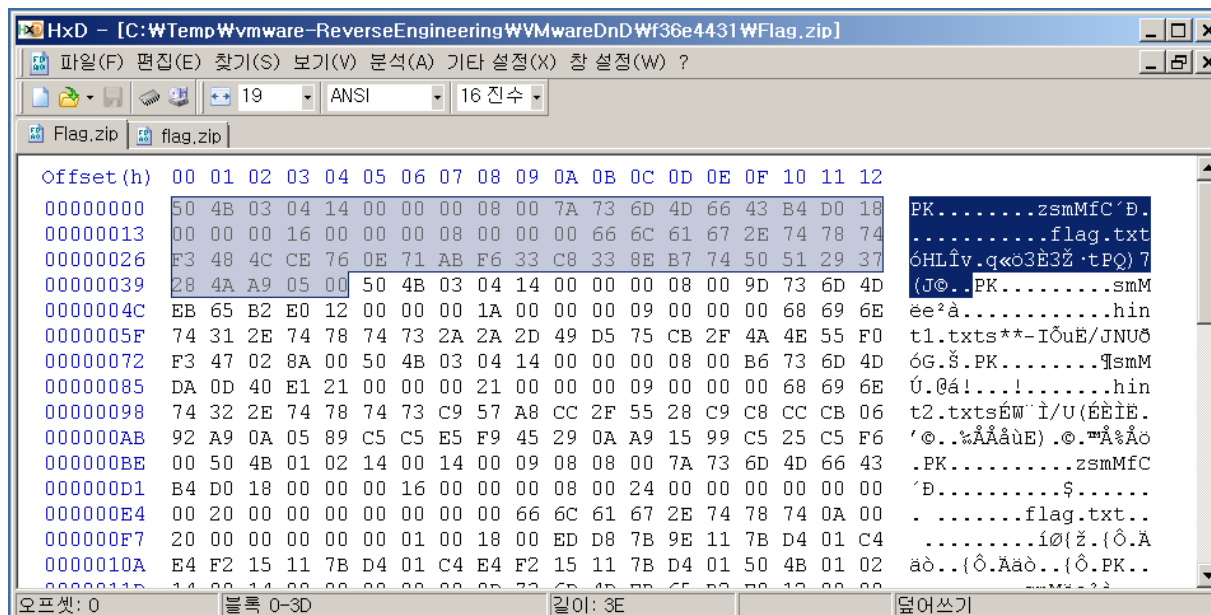 HxD - [C:₩Temp₩vmware-ReverseEngineering₩VMwareDnD₩f36e4431₩Flag.zip]
파일(F) 편집(E) 찾기(S) 보기(V) 분석(A) 기타 설정(X) 창 설정(W) ?
19 ANSI 16 진수
Flag.zip flag.zip
Offset(h) 00 01 02 03 04 05 06 07 08 09 0A 0B 0C 0D 0E 0F 10 11 12
00000000 50 4B 03 04 14 00 00 00 08 00 7A 73 6D 4D 66 43 B4 D0 18 PK........zsmMfC´Ð.
00000013 00 00 00 16 00 00 00 08 00 00 00 66 6C 61 67 2E 74 78 74 ...........flag.txt
00000026 F3 48 4C CE 76 0E 71 AB F6 33 C8 33 8E B7 74 50 51 29 37 óHLÎv.q«ö3È3Ž·tPQ)7
00000039 28 4A A9 05 00 50 4B 03 04 14 00 00 00 08 00 9D 73 6D 4D (J©..PK.........smM
0000004C EB 65 B2 E0 12 00 00 00 1A 00 00 00 09 00 00 00 68 69 6E ëe²à............hin
0000005F 74 31 2E 74 78 74 73 2A 2A 2D 49 D5 75 CB 2F 4A 4E 55 F0 t1.txts**-IÕuË/JNUð
00000072 F3 47 02 8A 00 50 4B 03 04 14 00 00 00 08 00 B6 73 6D 4D óG.Š.PK........¶smM
00000085 DA 0D 40 E1 21 00 00 00 21 00 00 00 09 00 00 00 68 69 6E Ú.@á!...!.......hin
00000098 74 32 2E 74 78 74 73 C9 57 A8 CC 2F 55 28 C9 C8 CC CB 06 t2.txtsÉW¨Ì/U(ÉÈÌË.
000000AB 92 A9 0A 05 89 C5 C5 E5 F9 45 29 0A A9 15 99 C5 25 C5 F6 ’©..‰ÅÅåùE).©.™Å%Åö
000000BE 00 50 4B 01 02 14 00 14 00 09 08 08 00 7A 73 6D 4D 66 43 .PK..........zsmMfC
000000D1 B4 D0 18 00 00 00 16 00 00 00 08 00 24 00 00 00 00 00 00 ´Ð..........$......
000000E4 00 20 00 00 00 00 00 00 00 66 6C 61 67 2E 74 78 74 0A 00 . .......flag.txt..
000000F7 20 00 00 00 00 00 01 00 18 00 ED D8 7B 9E 11 7B D4 01 C4 .........íØ{ž.{Ô.Ä
0000010A E4 F2 15 11 7B D4 01 C4 E4 F2 15 11 7B D4 01 50 4B 01 02 äò..{Ô.Ääò..{Ô.PK..
오프셋: 0 블록 0-3D 길이: 3E 덮어쓰기